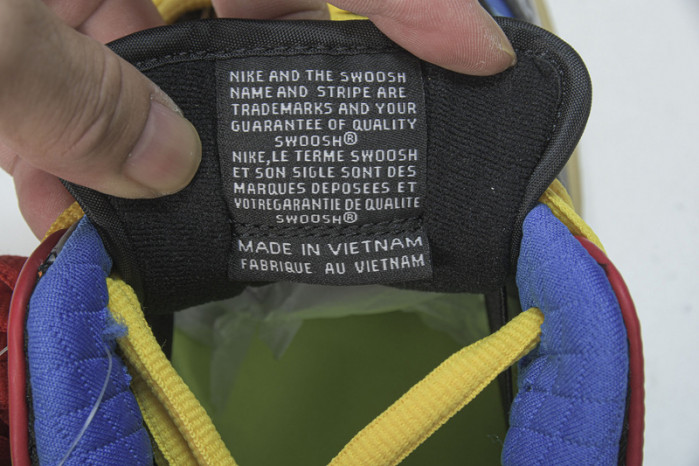 NIKE AND THE SWOOSH
NAME AND STRIPE ARE
TRADEMARKS AND YOUR
GUARANTEE OF QUALITY
SWOOSH®
NIKE,LE TERME SWOOSH
ET SON SIGLE SONT DES
MARQUES DEPOSEES ET
VOTREGARANTIE DE QUALITE
SWOOSH®
MADE IN VIETNAM
FABRIQUE AU VIETNAM